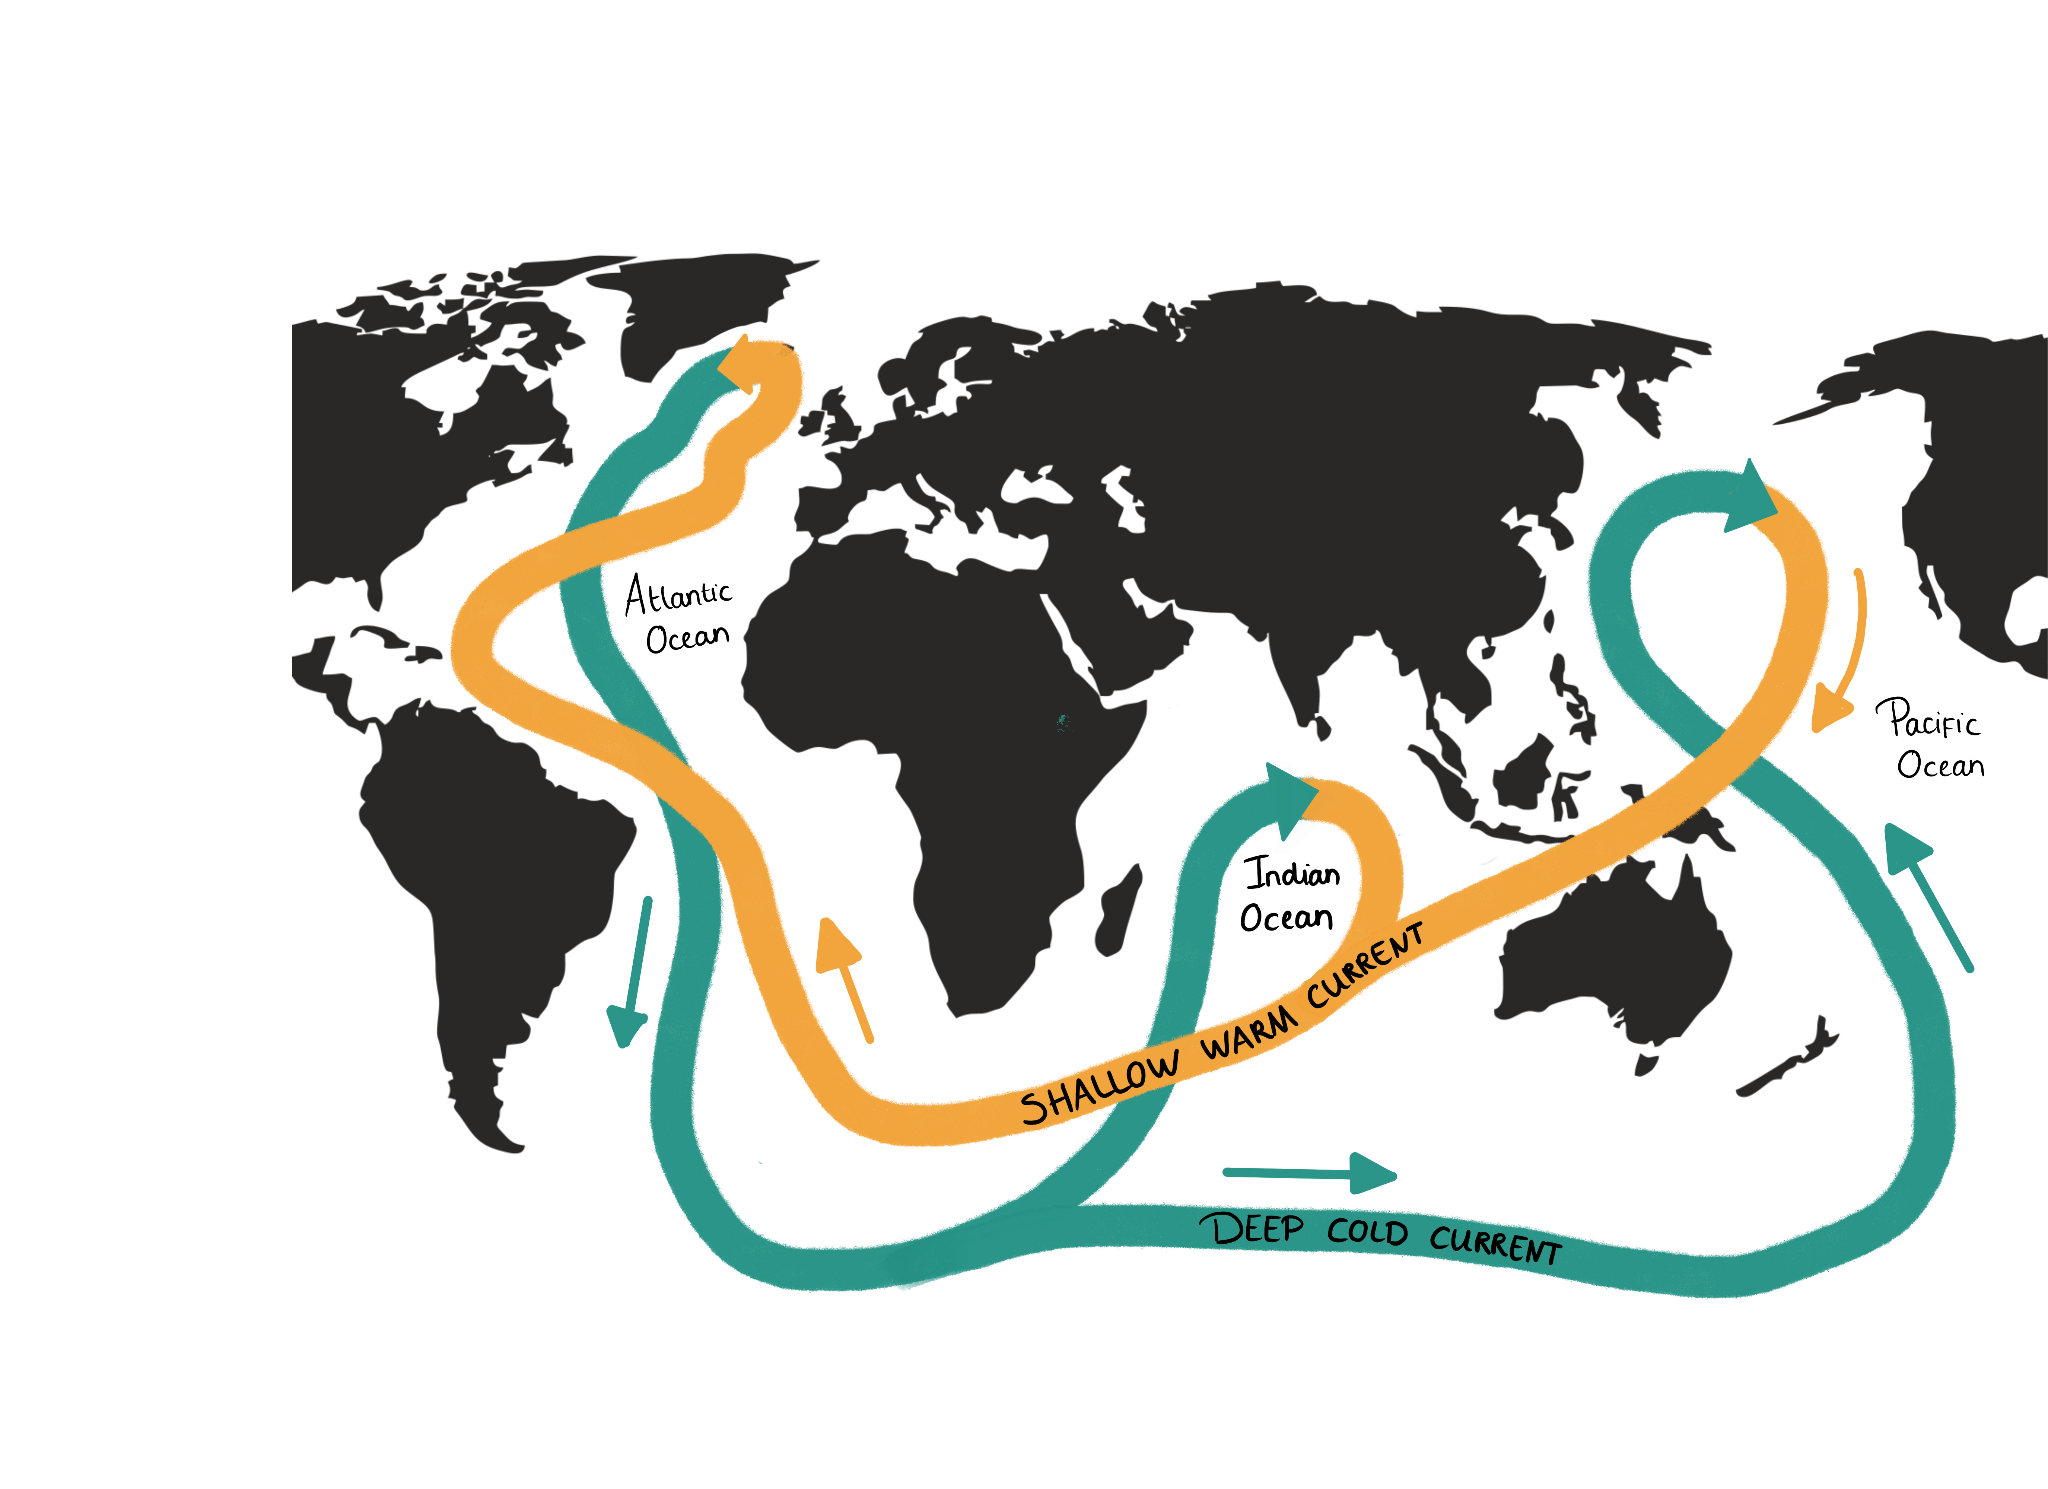 Atlantic
Ocean
Pacific
Ocean
Indian
Ocean
SHALLOW WARM CURRENT
DEEP COLD CURRENT